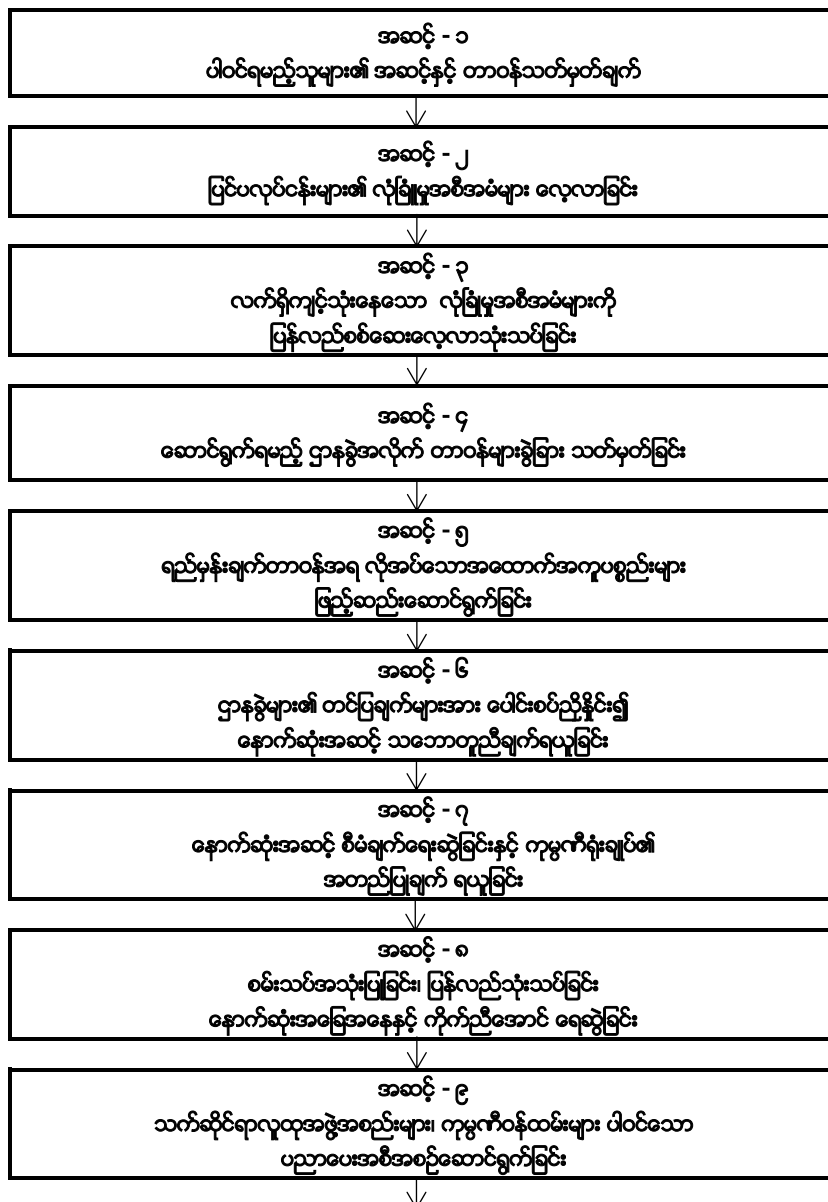 အဆင့် - ၁
ပါဝင်ရမည့်သူများ၏ အဆင့်နှင့် တာဝန်သတ်မှတ်ချက်
အဆင့် - ၂
ပြင်ပလုပ်ငန်းများ၏ လုံခြုံမှုအစီအမံများ လေ့လာခြင်း
အဆင့် - ၃
လက်ရှိကျင့်သုံးနေသော လုံခြုံမှုအစီအမံများကို
ပြန်လည်စစ်ဆေးလေ့လာသုံးသပ်ခြင်း
အဆင့် - ၄
ဆောင်ရွက်ရမည့် ဌာနခွဲအလိုက် တာဝန်များခွဲခြား သတ်မှတ်ခြင်း
အဆင့် - ၅
ရည်မှန်းချက်တာဝန်အရ လိုအပ်သောအထောက်အကူပစ္စည်းများ
ဖြည့်ဆည်းဆောင်ရွက်ခြင်း
အဆင့် - ၆
ဌာနခွဲများ၏ တင်ပြချက်များအား ပေါင်းစပ်ညှိနှိုင်း၍
နောက်ဆုံးအဆင့် သဘောတူညီချက်ရယူခြင်း
အဆင့် - ၇
နောက်ဆုံးအဆင့် စီမံချက်ရေးဆွဲခြင်းနှင့် ကုမ္ပဏီရုံးချုပ်၏
အတည်ပြုချက် ရယူခြင်း
အဆင့် - ၈
စမ်းသပ်အသုံးပြုခြင်း၊ ပြန်လည်သုံးသပ်ခြင်း
နောက်ဆုံးအခြေအနေနှင့် ကိုက်ညီအောင် ရေဆွဲခြင်း
အဆင့် - ၉
သက်ဆိုင်ရာလူထုအဖွဲ့အစည်းများ၊ ကုမ္ပဏီဝန်ထမ်းများ ပါဝင်သော
ပညာပေးအစီအစဉ်ဆောင်ရွက်ခြင်း